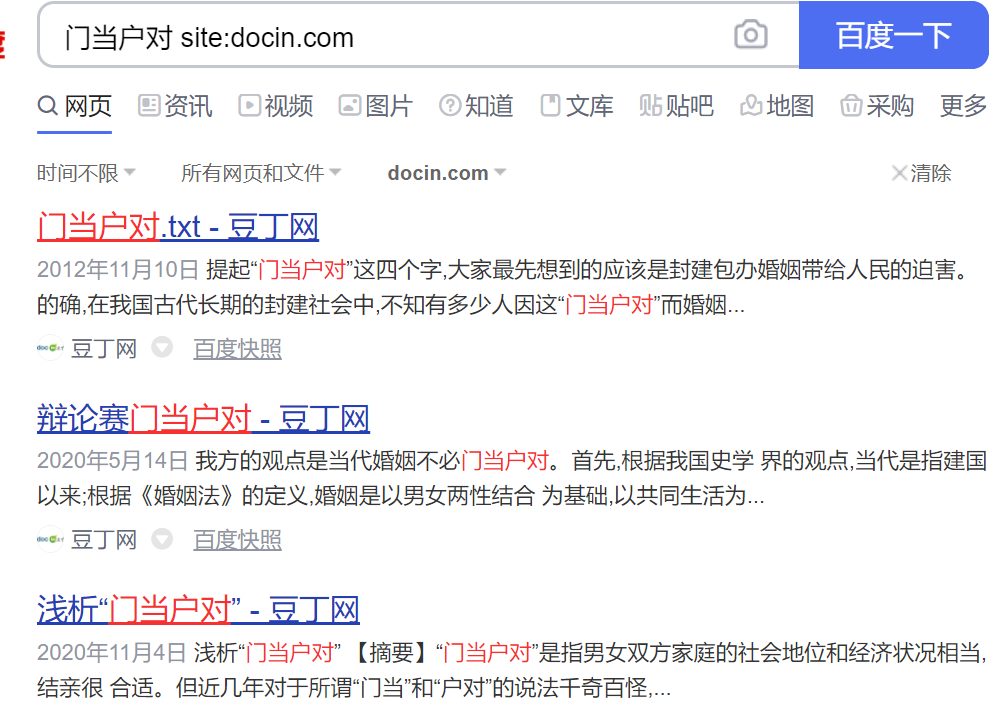 门当户对 site:docin.com 百度一下
网页 资讯 视频 图片 知道 文库 贴吧 地图 采购 更多
时间不限 所有网页和文件 docin.com 清除
门当户对.txt - 豆丁网
2012年11月10日 提起“门当户对”这四个字,大家最先想到的应该是封建包办婚姻带给人民的迫害。
的确,在我国古代长期的封建社会中,不知有多少人因这“门当户对”而婚姻...
豆丁网 百度快照
辩论赛门当户对 - 豆丁网
2020年5月14日 我方的观点是当代婚姻不必门当户对。首先,根据我国史学 界的观点,当代是指建国
以来;根据《婚姻法》的定义,婚姻是以男女两性结合 为基础,以共同生活为...
豆丁网 百度快照
浅析“门当户对” - 豆丁网
2020年11月4日 浅析“门当户对” 【摘要】“门当户对”是指男女双方家庭的社会地位和经济状况相当,
结亲很 合适。但近几年对于所谓“门当”和“户对”的说法千奇百怪,...